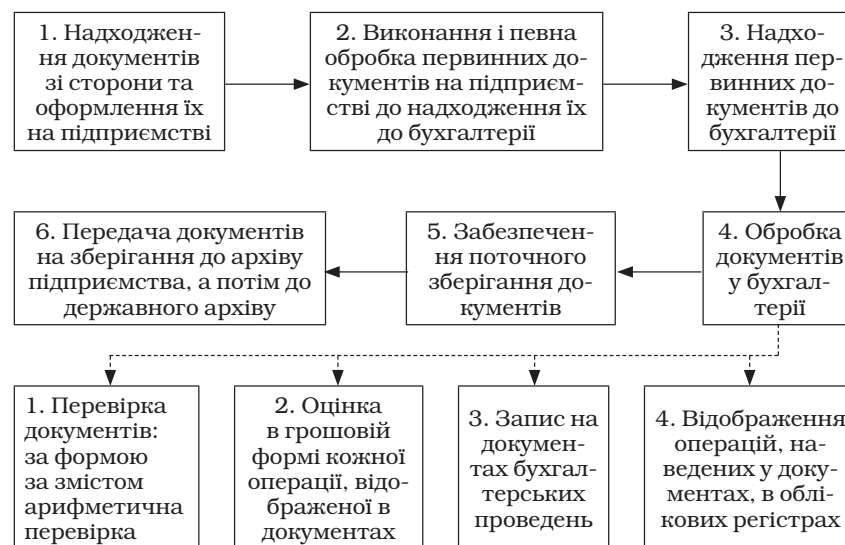 1. Надходжен-
ня документів
зі сторони та
оформлення їх
на підприємстві
2. Виконання і певна
обробка первинних до-
кументів на підприєм-
стві до надходження їх
до бухгалтерії
3. Надхо-
дження пер-
винних до-
кументів до
бухгалтерії
6. Передача документів
на зберігання до архіву
підприємства, а потім до
державного архіву
5. Забезпечен-
ня поточного
зберігання до-
кументів
4. Обробка
документів
у бухгал-
терії
1. Перевірка
документів:
за формою
за змістом
арифметична
перевірка
2. Оцінка
в грошовій
формі кожної
операції, відо-
браженої в
документах
3. Запис на
докумен-
тах бухгал-
терських
проведень
4. Відображення
операцій, на-
ведених у доку-
ментах, в облі-
кових регістрах